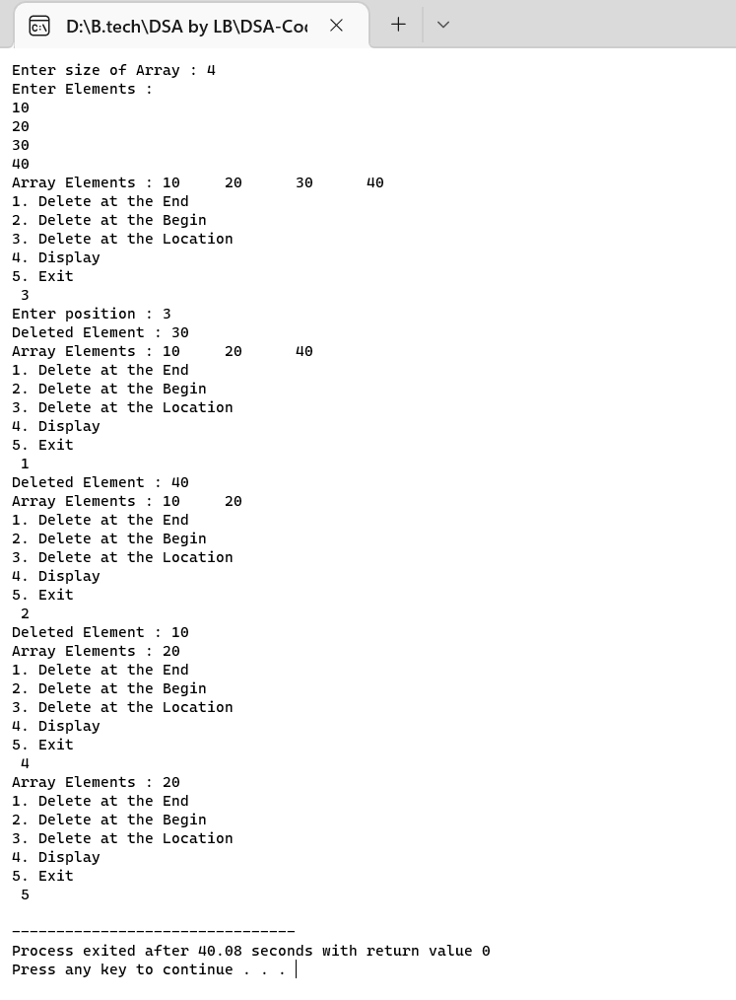 D:\B.tech\DSA by LB\DSA-Co
Enter size of Array : 4
Enter Elements :
10
20
30
40
Array Elements : 10     20      30      40
1. Delete at the End
2. Delete at the Begin
3. Delete at the Location
4. Display
5. Exit
 3
Enter position : 3
Deleted Element : 30
Array Elements : 10     20      40
1. Delete at the End
2. Delete at the Begin
3. Delete at the Location
4. Display
5. Exit
 1
Deleted Element : 40
Array Elements : 10     20
1. Delete at the End
2. Delete at the Begin
3. Delete at the Location
4. Display
5. Exit
 2
Deleted Element : 10
Array Elements : 20
1. Delete at the End
2. Delete at the Begin
3. Delete at the Location
4. Display
5. Exit
 4
Array Elements : 20
1. Delete at the End
2. Delete at the Begin
3. Delete at the Location
4. Display
5. Exit
 5
--------------------------------
Process exited after 40.08 seconds with return value 0
Press any key to continue . . .